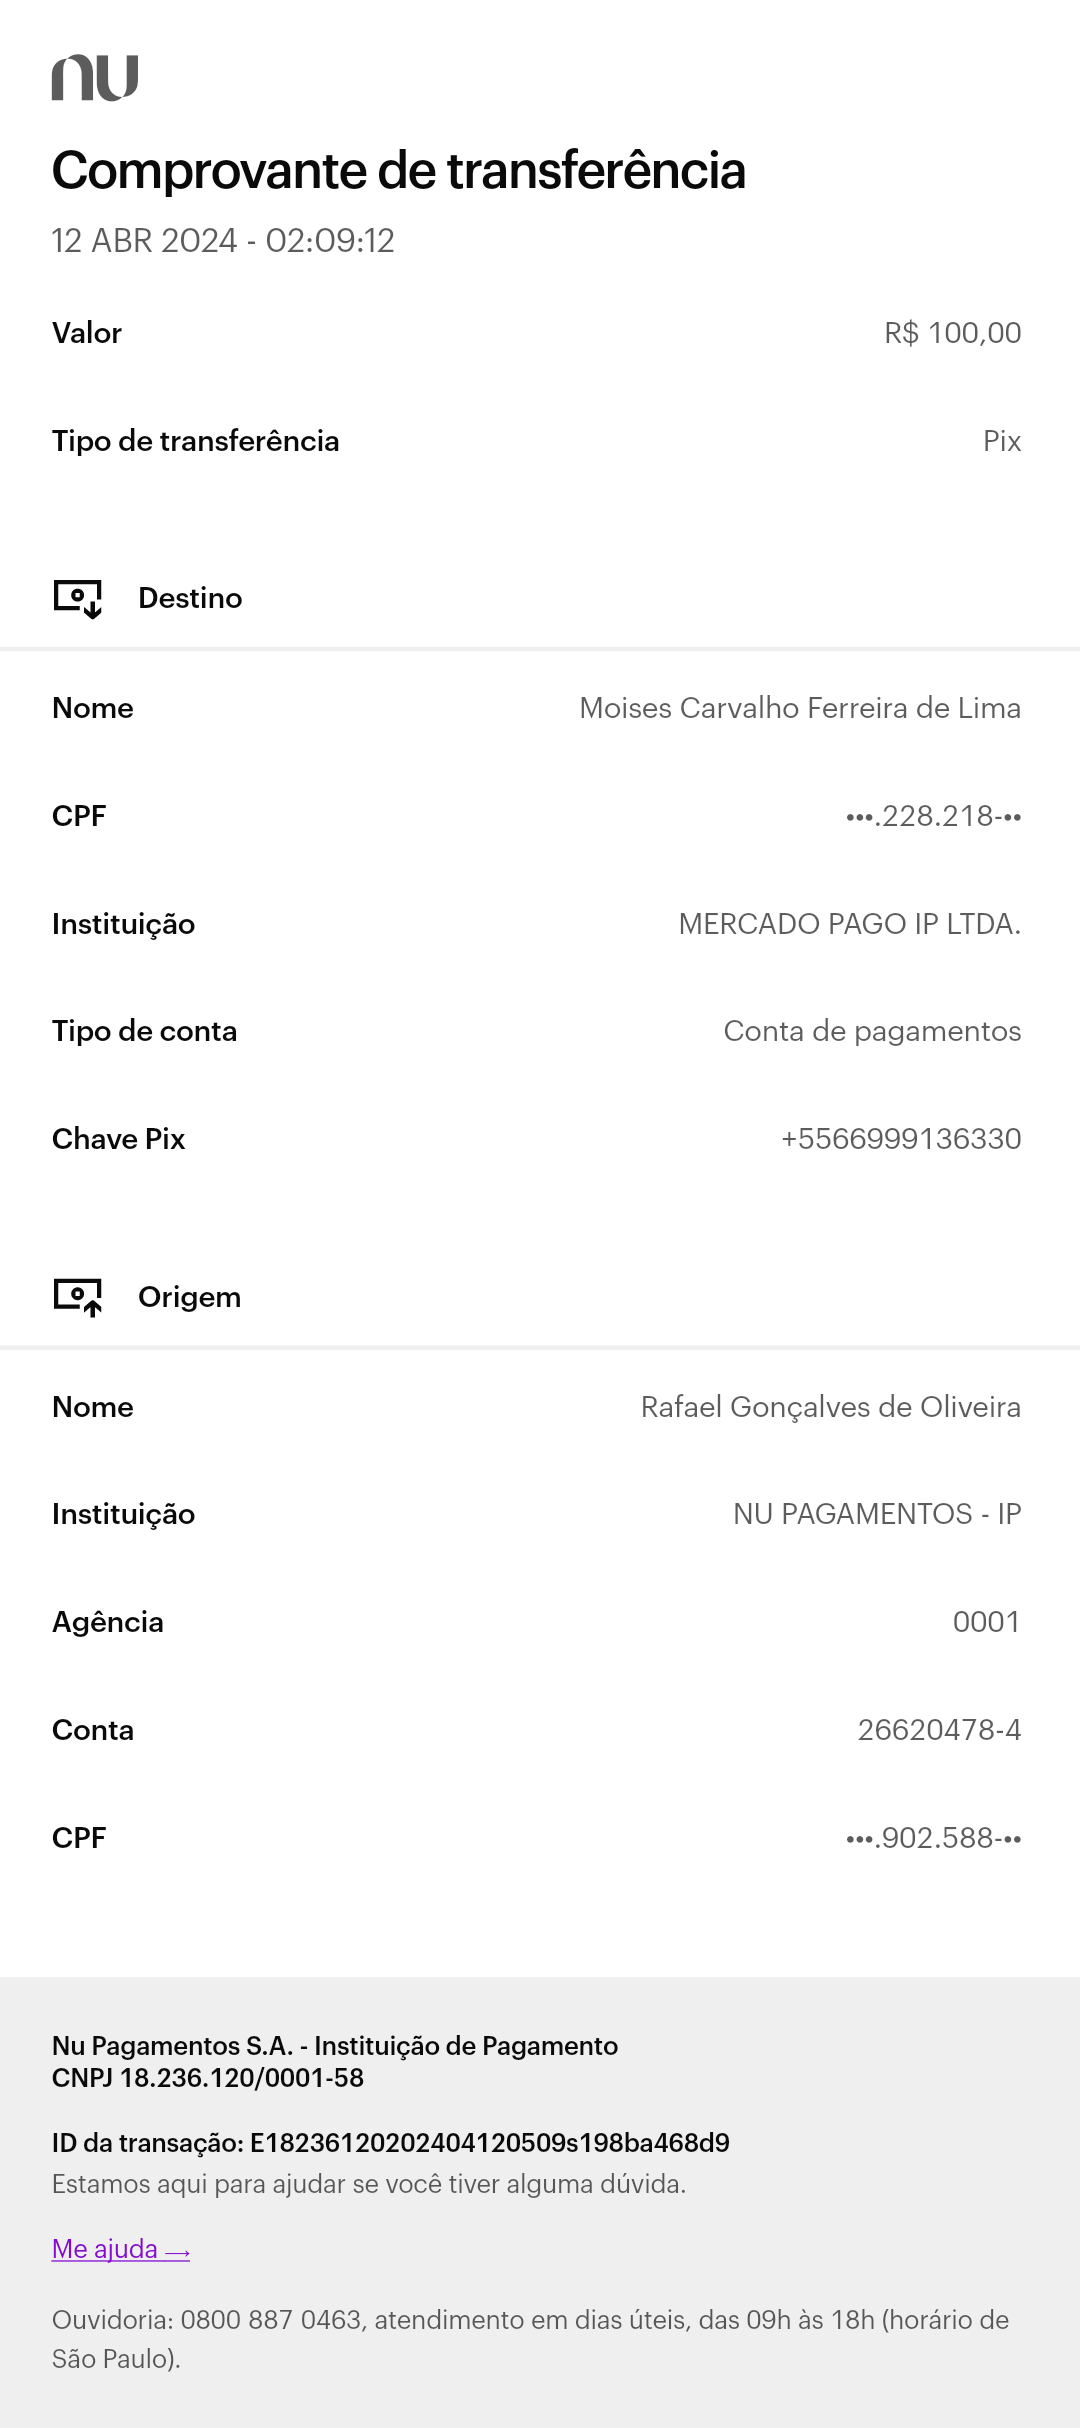 nu
Comprovante de transferência
12 ABR 2024 - 02:09:12
Valor R$ 100,00
Tipo de transferência Pix
Destino
Nome Moises Carvalho Ferreira de Lima
CPF •••.228.218-••
Instituição MERCADO PAGO IP LTDA.
Tipo de conta Conta de pagamentos
Chave Pix +5566999136330
Origem
Nome Rafael Gonçalves de Oliveira
Instituição NU PAGAMENTOS - IP
Agência 0001
Conta 26620478-4
CPF •••.902.588-••
Nu Pagamentos S.A. - Instituição de Pagamento
CNPJ 18.236.120/0001-58
ID da transação: E18236120202404120509s198ba468d9
Estamos aqui para ajudar se você tiver alguma dúvida.
Me ajuda ⟶
Ouvidoria: 0800 887 0463, atendimento em dias úteis, das 09h às 18h (horário de
São Paulo).